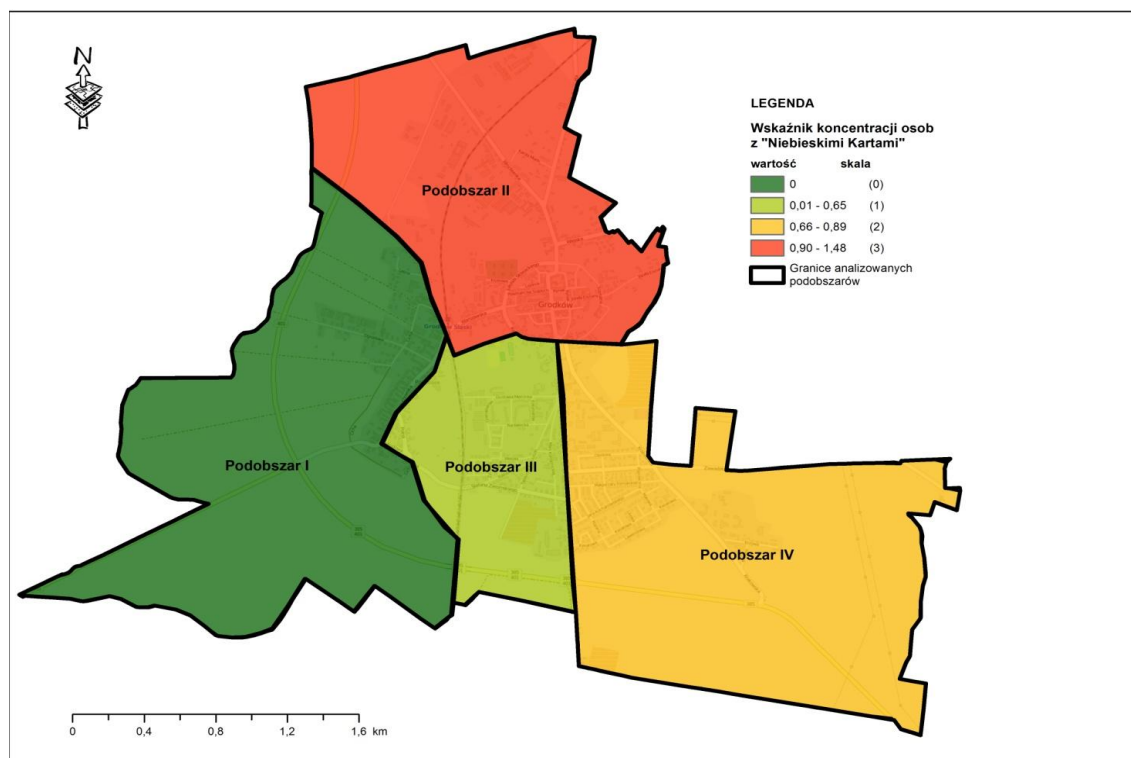 N
LEGENDA
Wskaźnik koncentracji osob
z "Niebieskimi Kartami"
wartość skala
0 (0)
0,01 - 0,65 (1)
0,66 - 0,89 (2)
0,90 - 1,48 (3)
Granice analizowanych
podobszarów
Podobszar II
Grodków
Podobszar I
Podobszar III
Podobszar IV
0 0,4 0,8 1,2 1,6 km